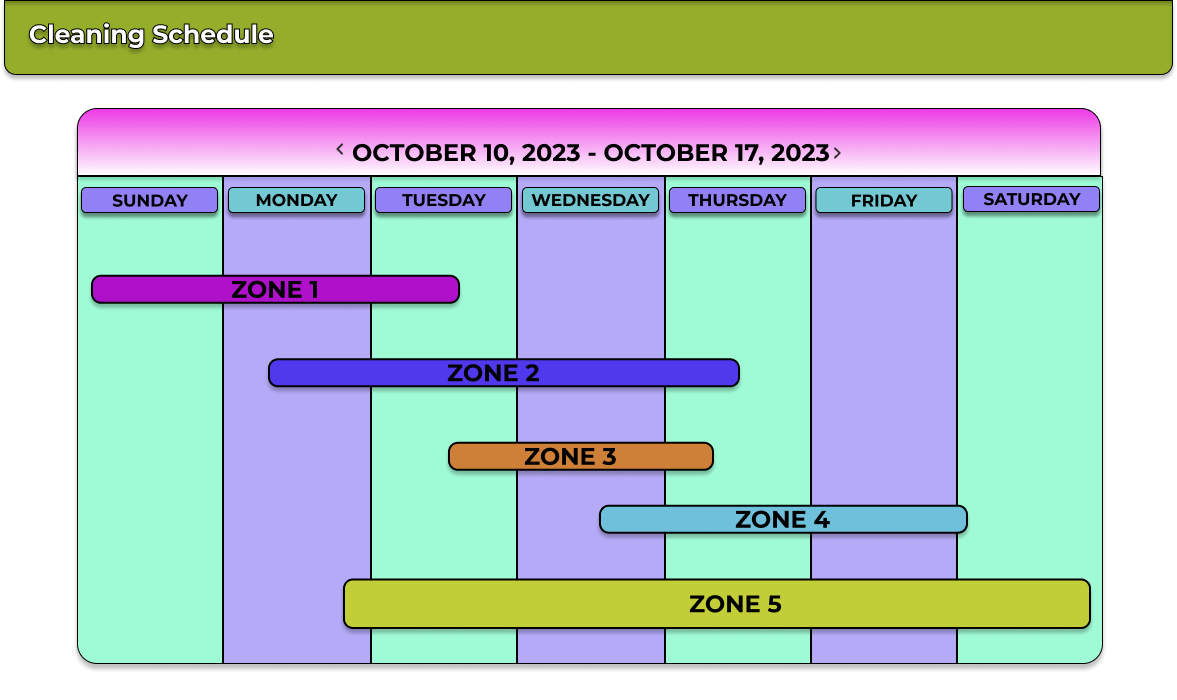 Cleaning Schedule
< OCTOBER 10, 2023 - OCTOBER 17, 2023 >
SUNDAY MONDAY TUESDAY WEDNESDAY THURSDAY FRIDAY SATURDAY
ZONE 1
ZONE 2
ZONE 3
ZONE 4
ZONE 5